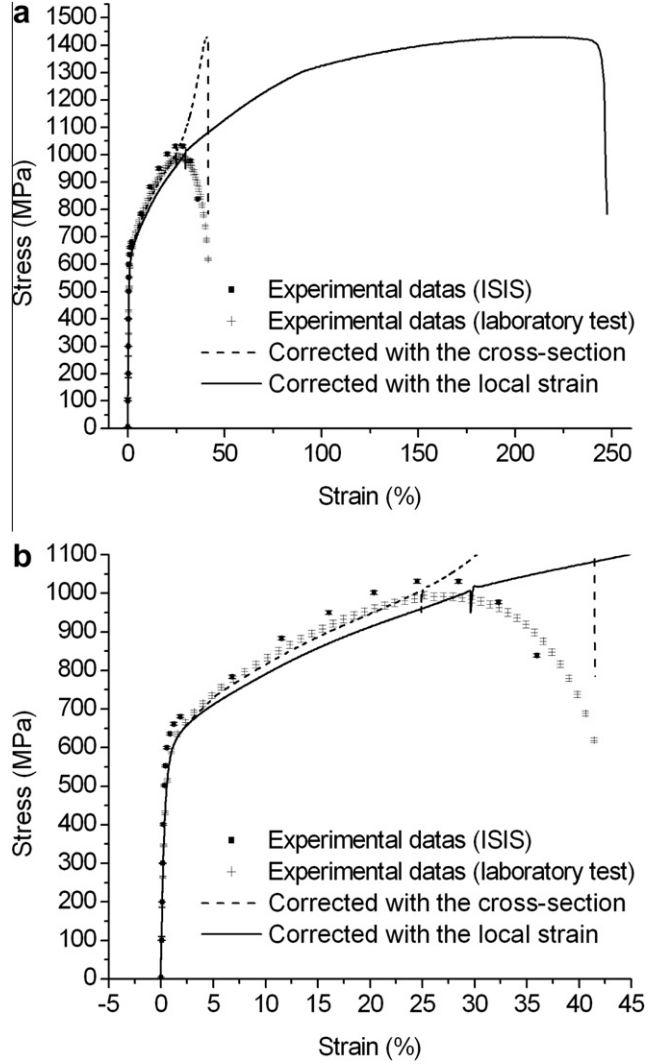 a
1500
1400
1300
1200
1100
1000
900
800
700
600
500
400
300
200
100
0
Stress (MPa)
Experimental datas (ISIS)
Experimental datas (laboratory test)
Corrected with the cross-section
Corrected with the local strain
0 50 100 150 200 250
Strain (%)
b
1100
1000
900
800
700
600
500
400
300
200
100
0
Stress (MPa)
Experimental datas (ISIS)
Experimental datas (laboratory test)
Corrected with the cross-section
Corrected with the local strain
-5 0 5 10 15 20 25 30 35 40 45
Strain (%)